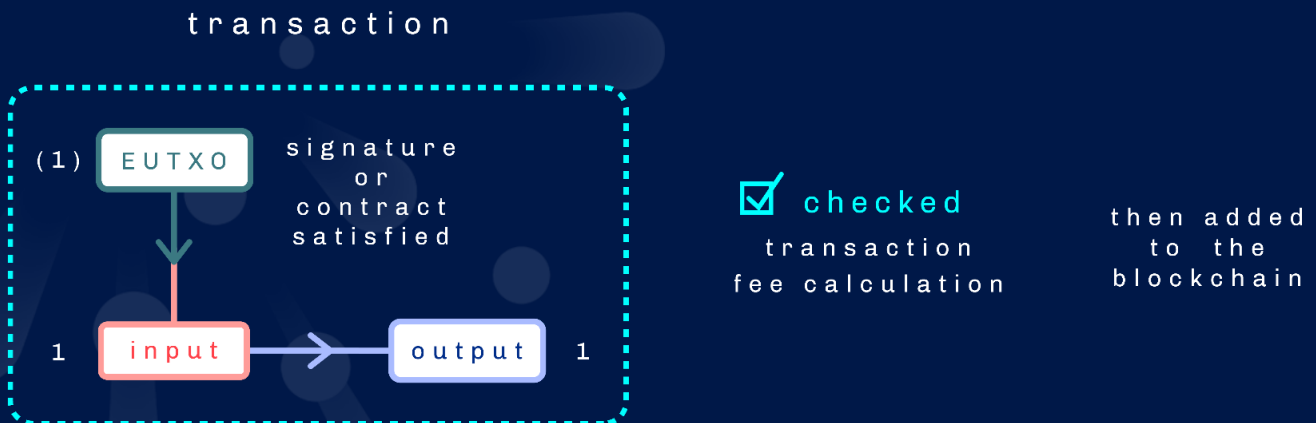 transaction
(1) EUTXO
signature
or
contract
satisfied
1 input output 1
checked
transaction
fee calculation
then added
to the
blockchain